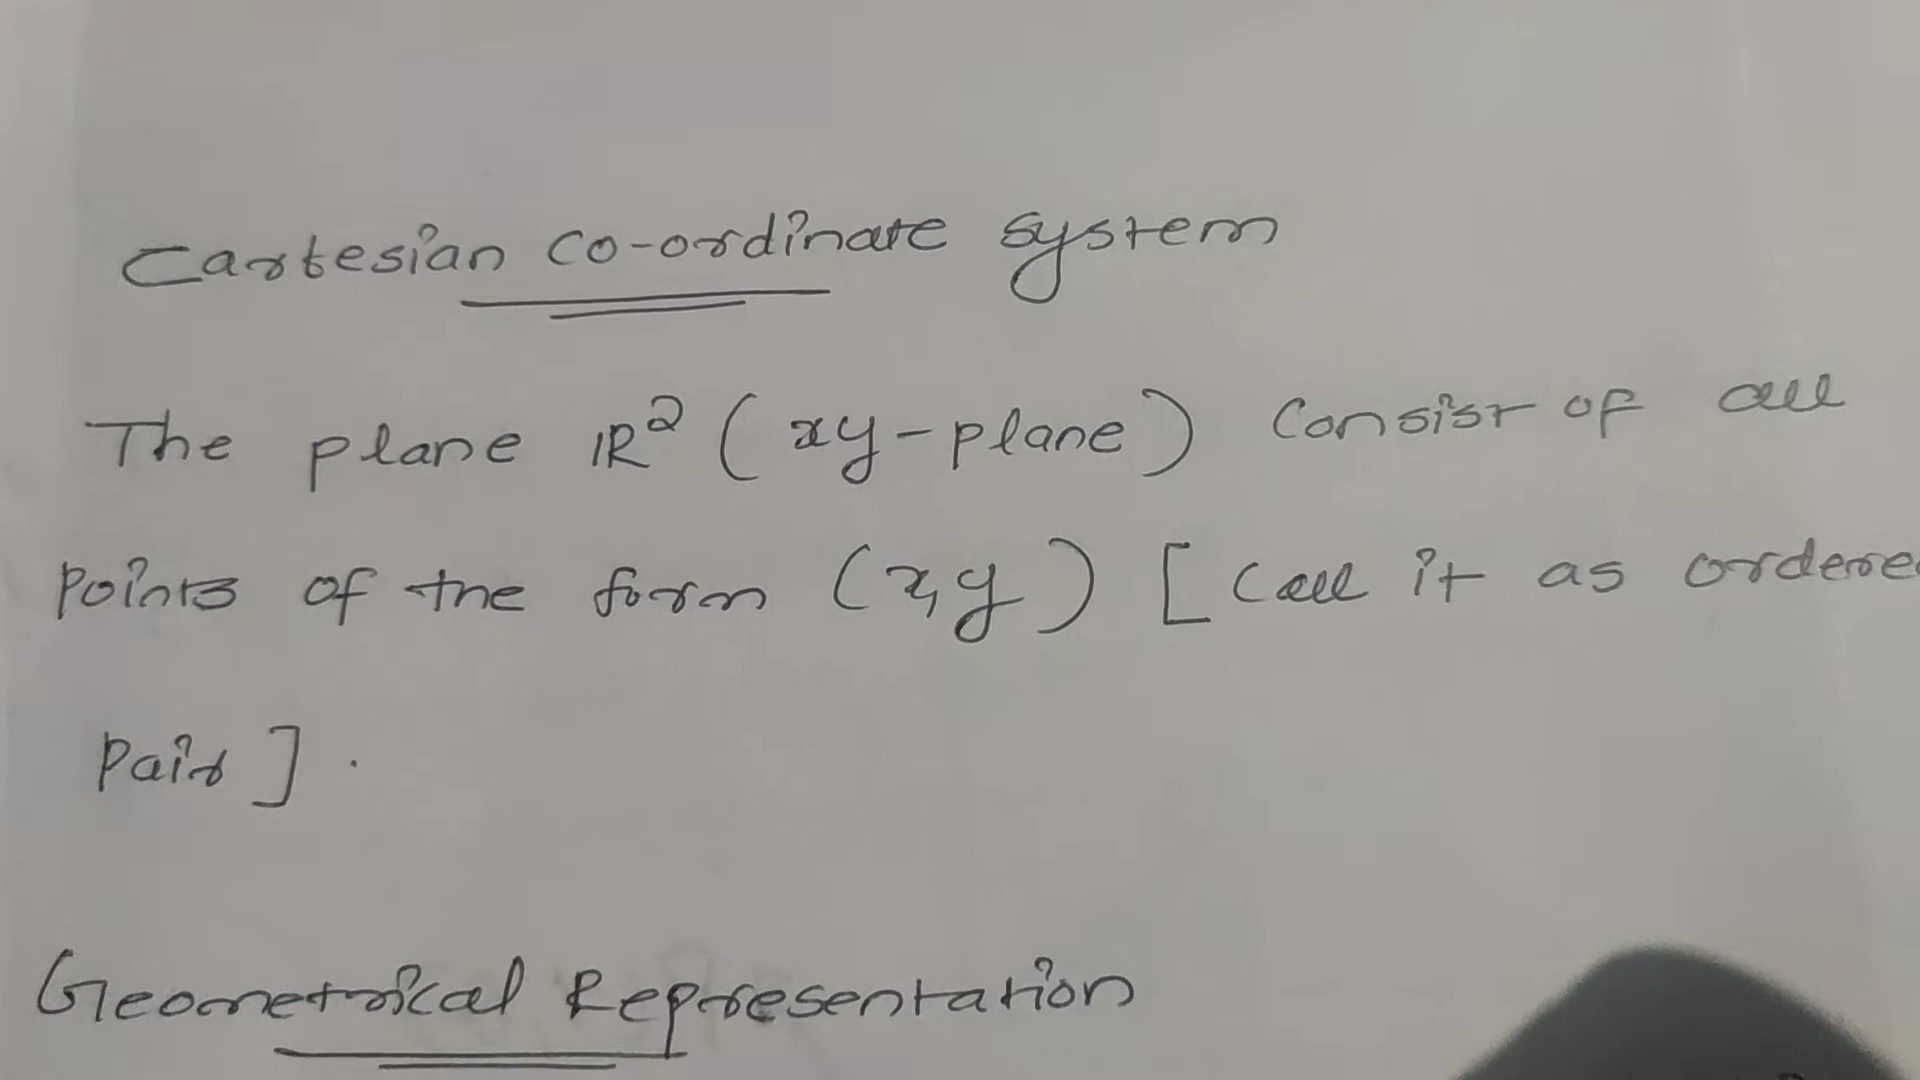 Cartesian co-ordinate system
The plane ℝ² (xy-plane) consist of all
points of the form (x,y) [call it as ordered
pair].
Geometrical Representation